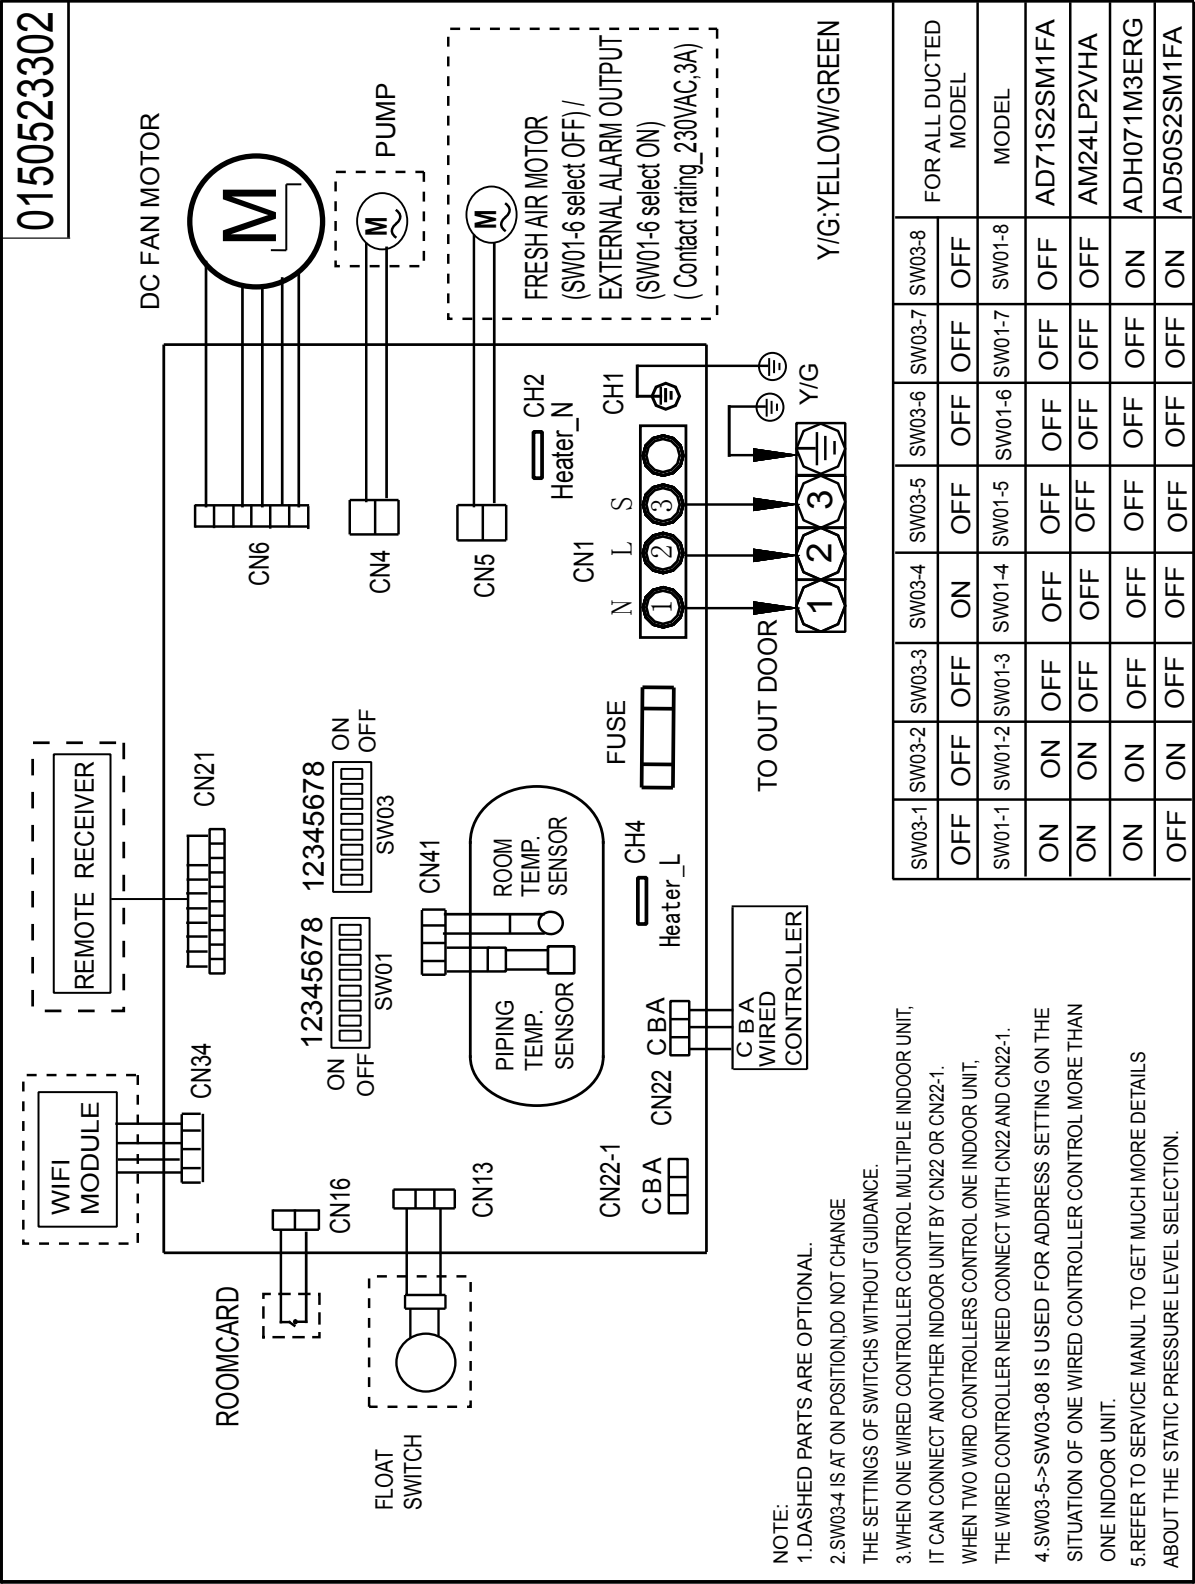 0150523302
WIFI
MODULE
REMOTE RECEIVER
DC FAN MOTOR
M
PUMP
M
M
FRESH AIR MOTOR
(SW01-6 select OFF) /
EXTERNAL ALARM OUTPUT
(SW01-6 select ON)
( Contact rating_230VAC,3A)
Y/G:YELLOW/GREEN
ROOMCARD
CN16
CN34
CN21
CN6
CN4
CN5
FLOAT
SWITCH
CN13
12345678
ON
OFF
SW01
12345678
ON
OFF
SW03
CN41
PIPING
TEMP.
SENSOR
ROOM
TEMP.
SENSOR
CH2
Heater_N
CH4
Heater_L
FUSE
CN1
N L S
1 2 3
CH1
CN22-1
C B A
CN22
C B A
C B A
WIRED
CONTROLLER
TO OUT DOOR
1 2 3
Y/G
NOTE:
1.DASHED PARTS ARE OPTIONAL.
2.SW03-4 IS AT ON POSITION,DO NOT CHANGE
THE SETTINGS OF SWITCHS WITHOUT GUIDANCE.
3.WHEN ONE WIRED CONTROLLER CONTROL MULTIPLE INDOOR UNIT,
IT CAN CONNECT ANOTHER INDOOR UNIT BY CN22 OR CN22-1.
WHEN TWO WIRD CONTROLLERS CONTROL ONE INDOOR UNIT,
THE WIRED CONTROLLER NEED CONNECT WITH CN22 AND CN22-1.
4.SW03-5->SW03-08 IS USED FOR ADDRESS SETTING ON THE
SITUATION OF ONE WIRED CONTROLLER CONTROL MORE THAN
ONE INDOOR UNIT.
5.REFER TO SERVICE MANUL TO GET MUCH MORE DETAILS
ABOUT THE STATIC PRESSURE LEVEL SELECTION.
SW03-1 SW03-2 SW03-3 SW03-4 SW03-5 SW03-6 SW03-7 SW03-8 FOR ALL DUCTED
MODEL
OFF OFF OFF ON OFF OFF OFF OFF
SW01-1 SW01-2 SW01-3 SW01-4 SW01-5 SW01-6 SW01-7 SW01-8 MODEL
ON ON OFF OFF OFF OFF OFF OFF AD71S2SM1FA
ON ON OFF OFF OFF OFF OFF OFF AM24LP2VHA
ON ON OFF OFF OFF OFF OFF ON ADH071M3ERG
OFF ON OFF OFF OFF OFF OFF ON AD50S2SM1FA